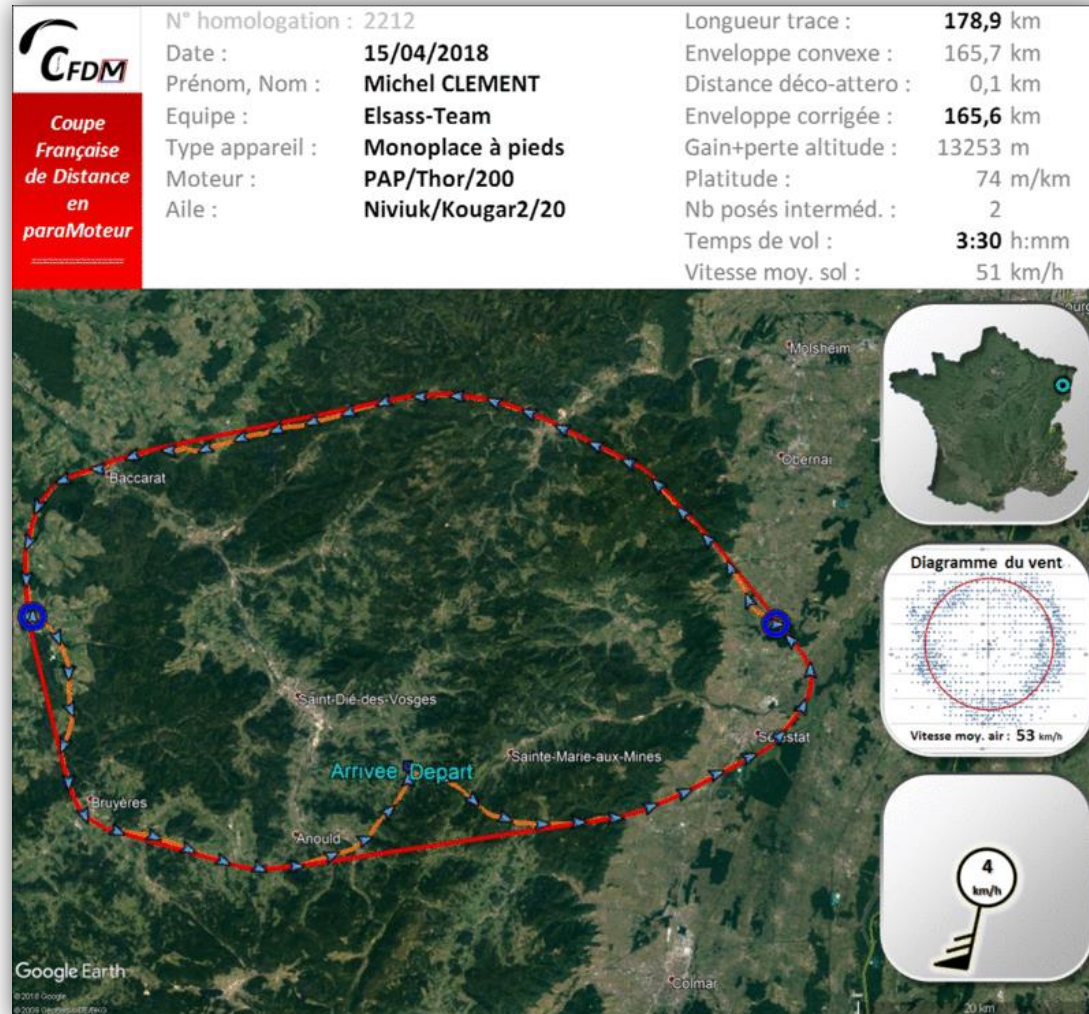 CFDM
Coupe
Française
de Distance
en
paraMoteur
N° homologation : 2212
Date : 15/04/2018
Prénom, Nom : Michel CLEMENT
Equipe : Elsass-Team
Type appareil : Monoplace à pieds
Moteur : PAP/Thor/200
Aile : Niviuk/Kougar2/20
Longueur trace : 178,9 km
Enveloppe convexe : 165,7 km
Distance déco-attero : 0,1 km
Enveloppe corrigée : 165,6 km
Gain+perte altitude : 13253 m
Platitude : 74 m/km
Nb posés interméd. : 2
Temps de vol : 3:30 h:mm
Vitesse moy. sol : 51 km/h
Molsheim
Obernai
Baccarat
Saint-Dié-des-Vosges
Sainte-Marie-aux-Mines
Arrivee Depart
Bruyères
Anould
Colmar
Diagramme du vent
Vitesse moy. air : 53 km/h
4
km/h
Google Earth
© 2018 Google
20 km